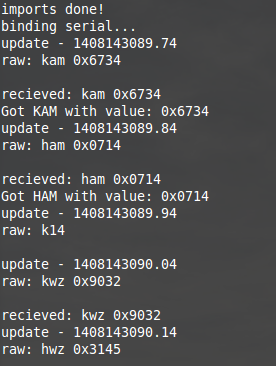 imports done!
binding serial...
update - 1408143089.74
raw: kam 0x6734
recieved: kam 0x6734
Got KAM with value: 0x6734
update - 1408143089.84
raw: ham 0x0714
recieved: ham 0x0714
Got HAM with value: 0x0714
update - 1408143089.94
raw: k14
update - 1408143090.04
raw: kwz 0x9032
recieved: kwz 0x9032
update - 1408143090.14
raw: hwz 0x3145